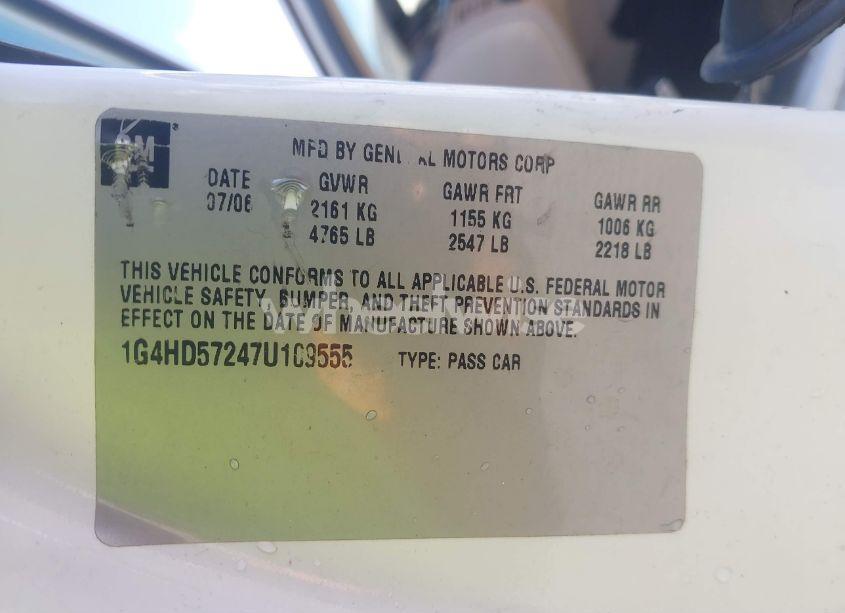 GM
MFD BY GENERAL MOTORS CORP
DATE GVWR GAWR FRT GAWR RR
07/06 2161 KG 1155 KG 1006 KG
4765 LB 2547 LB 2218 LB
THIS VEHICLE CONFORMS TO ALL APPLICABLE U.S. FEDERAL MOTOR
VEHICLE SAFETY, BUMPER, AND THEFT PREVENTION STANDARDS IN
EFFECT ON THE DATE OF MANUFACTURE SHOWN ABOVE.
1G4HD57247U109555 TYPE: PASS CAR